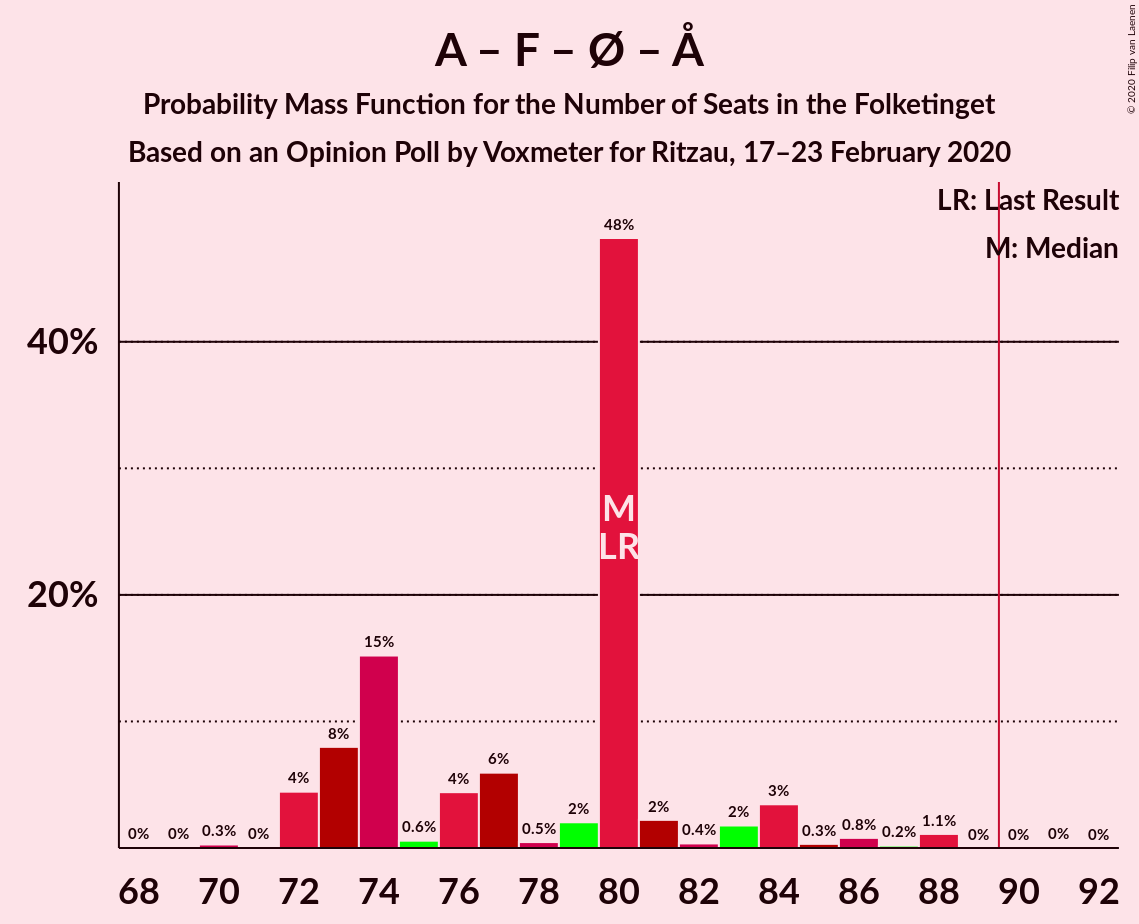 A – F – Ø – Å
Probability Mass Function for the Number of Seats in the Folketinget
Based on an Opinion Poll by Voxmeter for Ritzau, 17–23 February 2020
© 2020 Filip van Laenen
LR: Last Result
M: Median
40%
20%
0% 0% 0.3% 0% 4% 8% 15% 0.6% 4% 6% 0.5% 2% 48% 2% 0.4% 2% 3% 0.3% 0.8% 0.2% 1.1% 0% 0% 0% 0%
M
LR
68 70 72 74 76 78 80 82 84 86 88 90 92